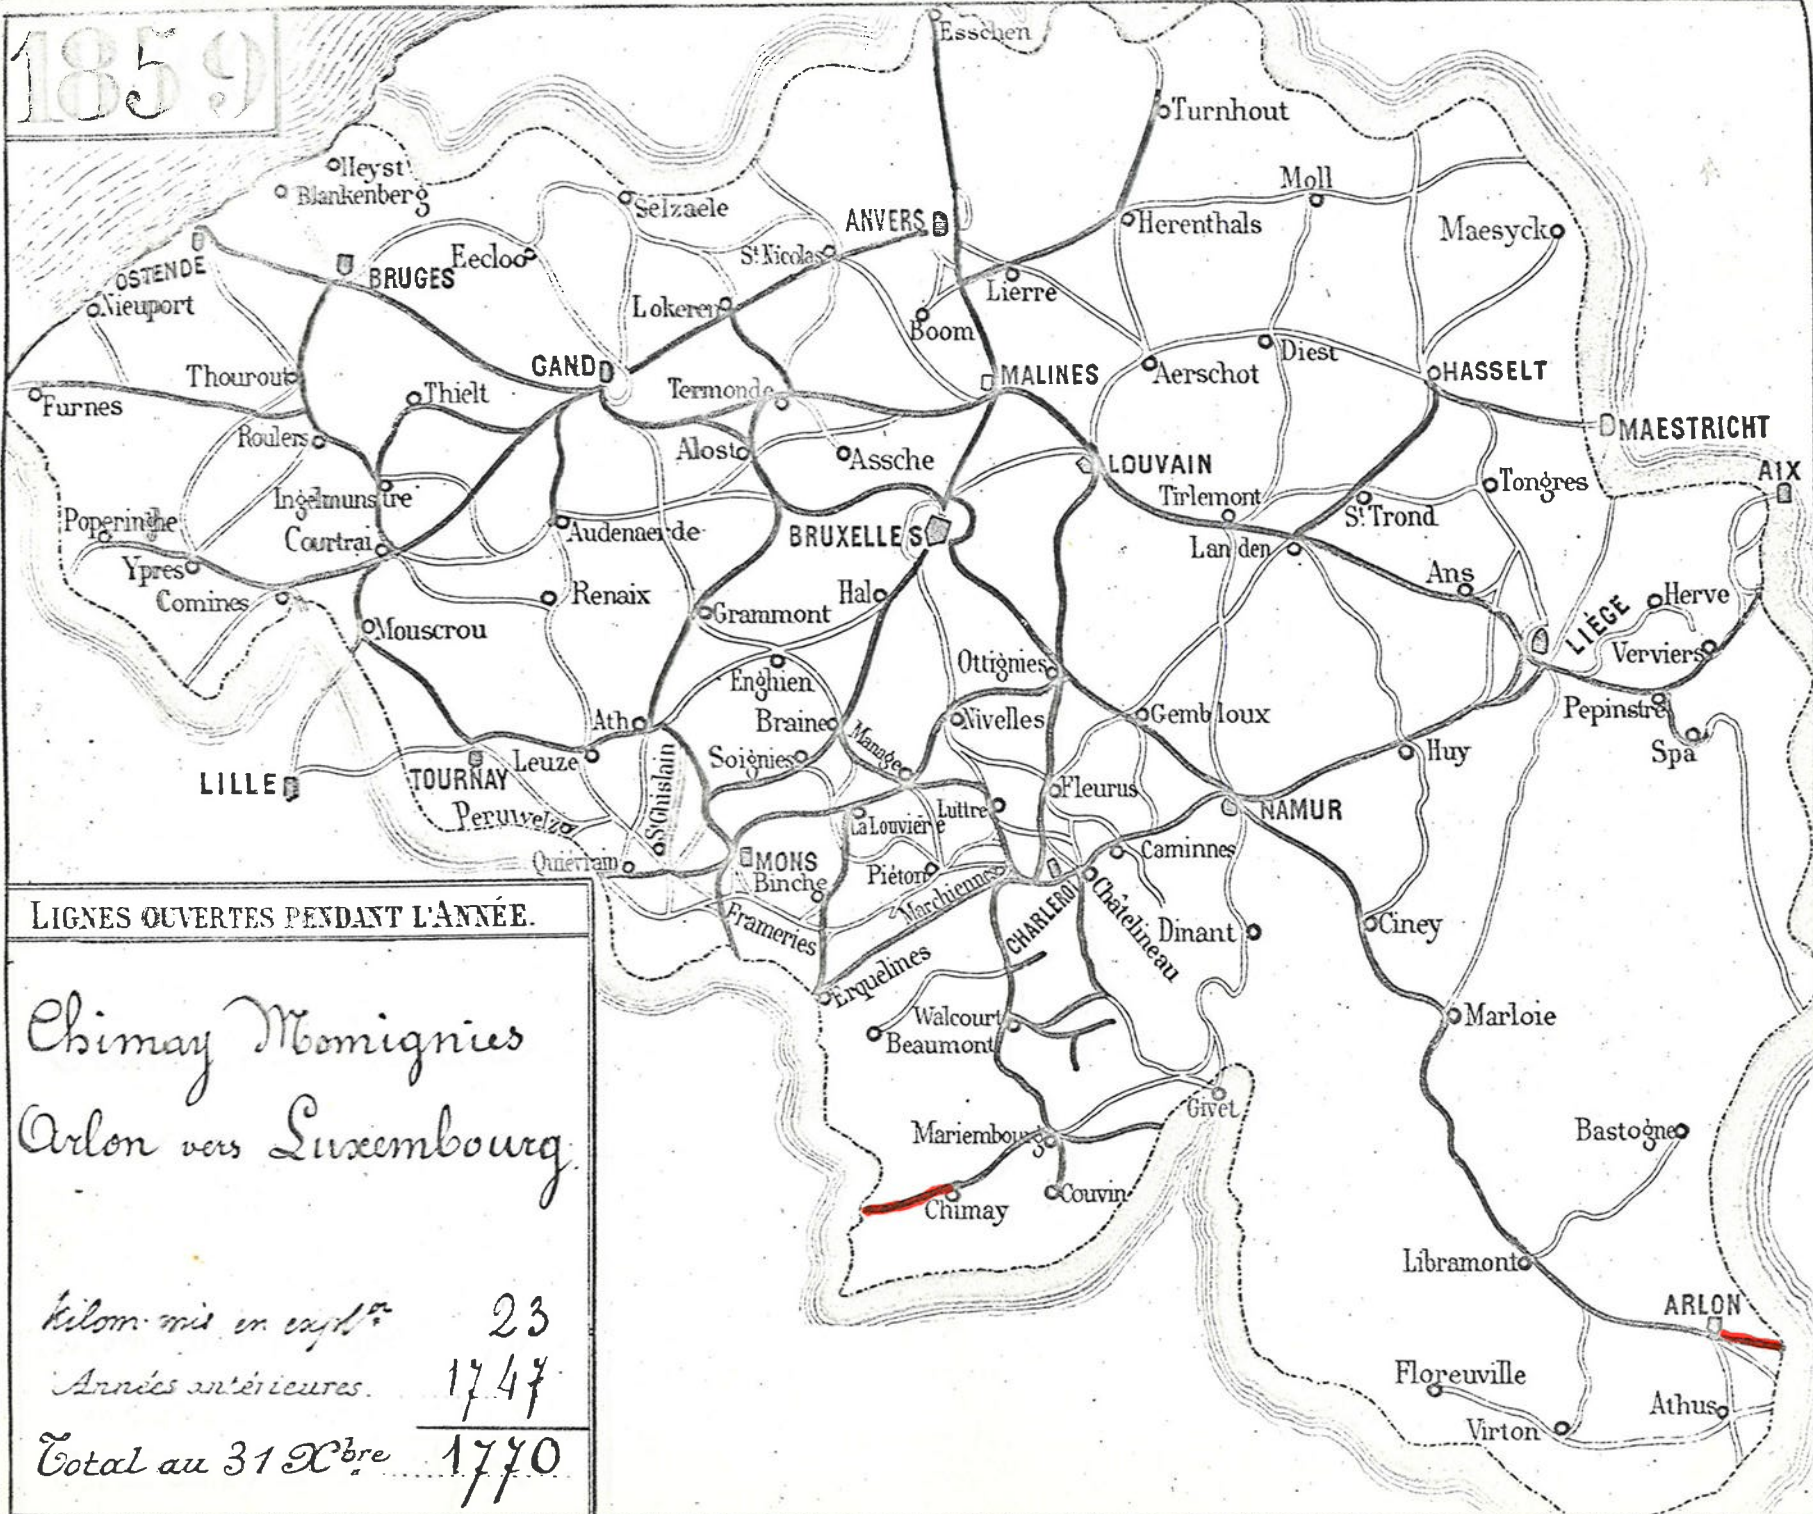 1859
Esschen
Turnhout
Heyst
Blankenberg
Selzaele
Moll
ANVERS
Herenthals
Maesyck
OSTENDE
BRUGES
Eecloo
St Nicolas
Nieuport
Lokeren
Lierre
Boom
Thourout
GAND
Termonde
MALINES
Aerschot
Diest
HASSELT
Furnes
Thielt
Roulers
Alost
Assche
LOUVAIN
MAESTRICHT
AIX
Ingelmunstre
Tirlemont
St Trond
Tongres
Poperinghe
Courtrai
Audenaerde
BRUXELLES
Landen
Ypres
Comines
Renaix
Hal
Grammont
Ans
LIÉGE
Herve
Mouscrou
Enghien
Ottignies
Verviers
Ath
Braine
Manage
Nivelles
Gembloux
Pepinstre
Spa
LILLE
TOURNAY
Leuze
St Ghislain
Soignies
Huy
Peruwelz
La Louvière
Luttre
Fleurus
NAMUR
Quiévrain
MONS
Binche
Piéton
Marchienne
Caminnes
Frameries
CHARLEROI
Châtelineau
Dinant
Ciney
Erquelines
Walcourt
Beaumont
Marloie
Givet
Mariembourg
Bastogne
Chimay
Couvin
Libramont
ARLON
Floreuville
Virton
Athus
LIGNES OUVERTES PENDANT L'ANNÉE.
Chimay Momignies
Arlon vers Luxembourg.
Kilom. mis en explon 23
Années antérieures. 1747
Total au 31 Xbre 1770